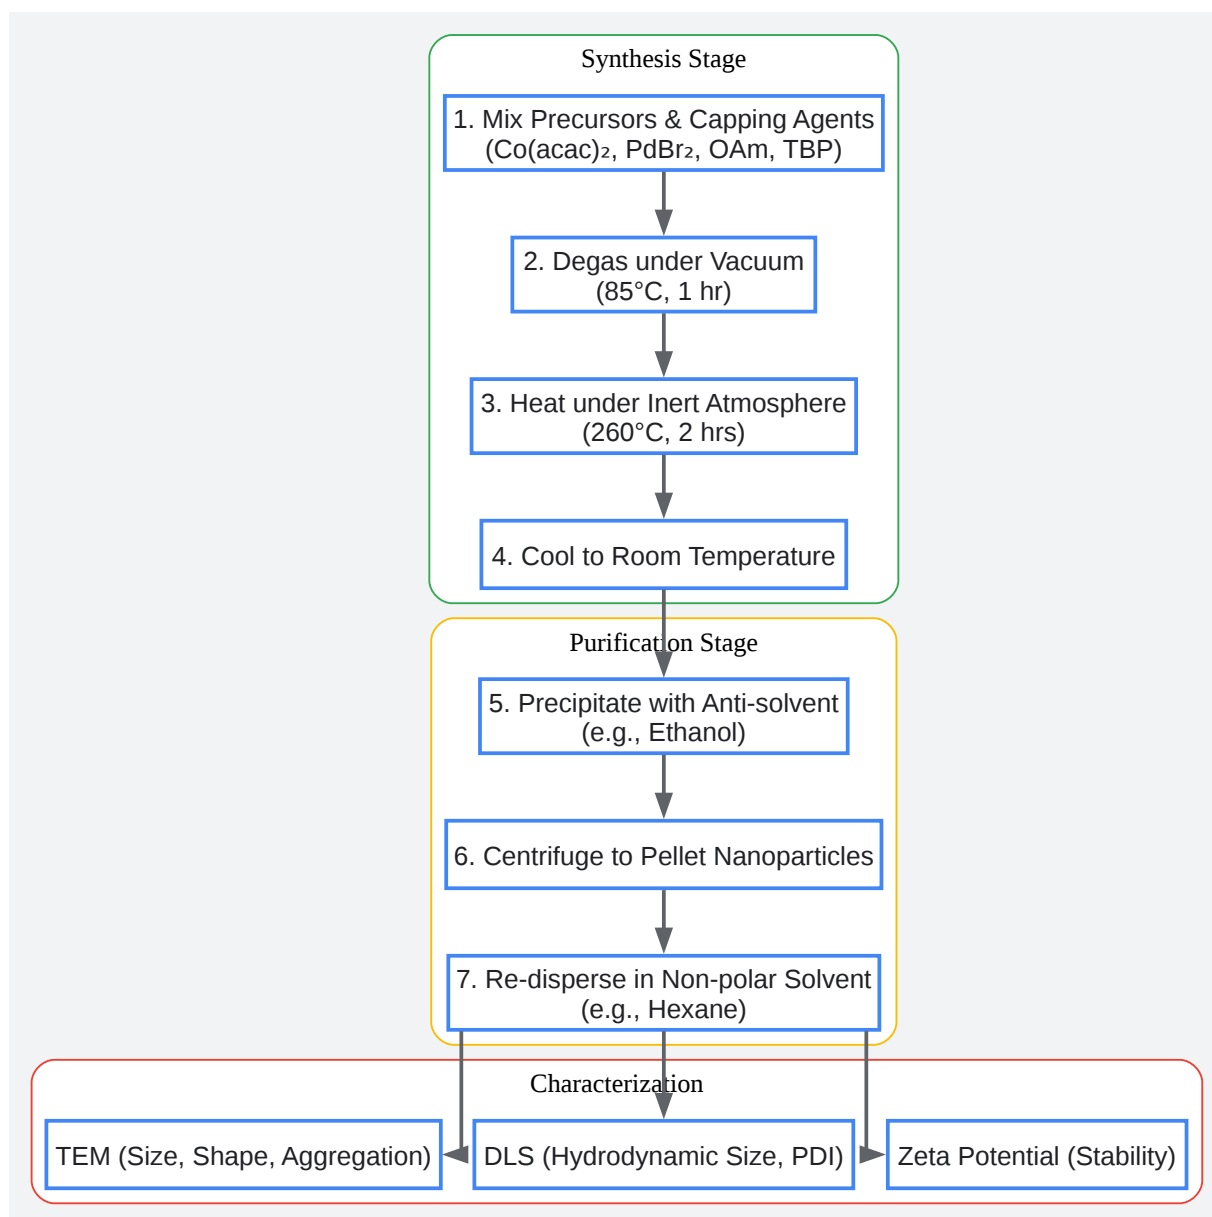 Synthesis Stage
1. Mix Precursors & Capping Agents
(Co(acac)₂, PdBr₂, OAm, TBP)
2. Degas under Vacuum
(85°C, 1 hr)
3. Heat under Inert Atmosphere
(260°C, 2 hrs)
4. Cool to Room Temperature
Purification Stage
5. Precipitate with Anti-solvent
(e.g., Ethanol)
6. Centrifuge to Pellet Nanoparticles
7. Re-disperse in Non-polar Solvent
(e.g., Hexane)
Characterization
TEM (Size, Shape, Aggregation)
DLS (Hydrodynamic Size, PDI)
Zeta Potential (Stability)